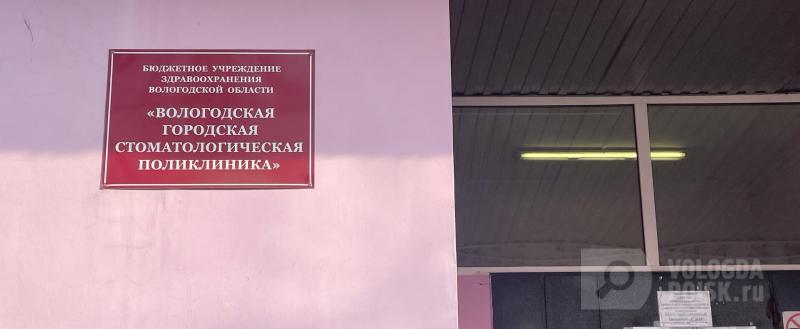 БЮДЖЕТНОЕ УЧРЕЖДЕНИЕ
ЗДРАВООХРАНЕНИЯ
ВОЛОГОДСКОЙ ОБЛАСТИ
«ВОЛОГОДСКАЯ
ГОРОДСКАЯ
СТОМАТОЛОГИЧЕСКАЯ
ПОЛИКЛИНИКА»
VOLOGDA
POISK.ru